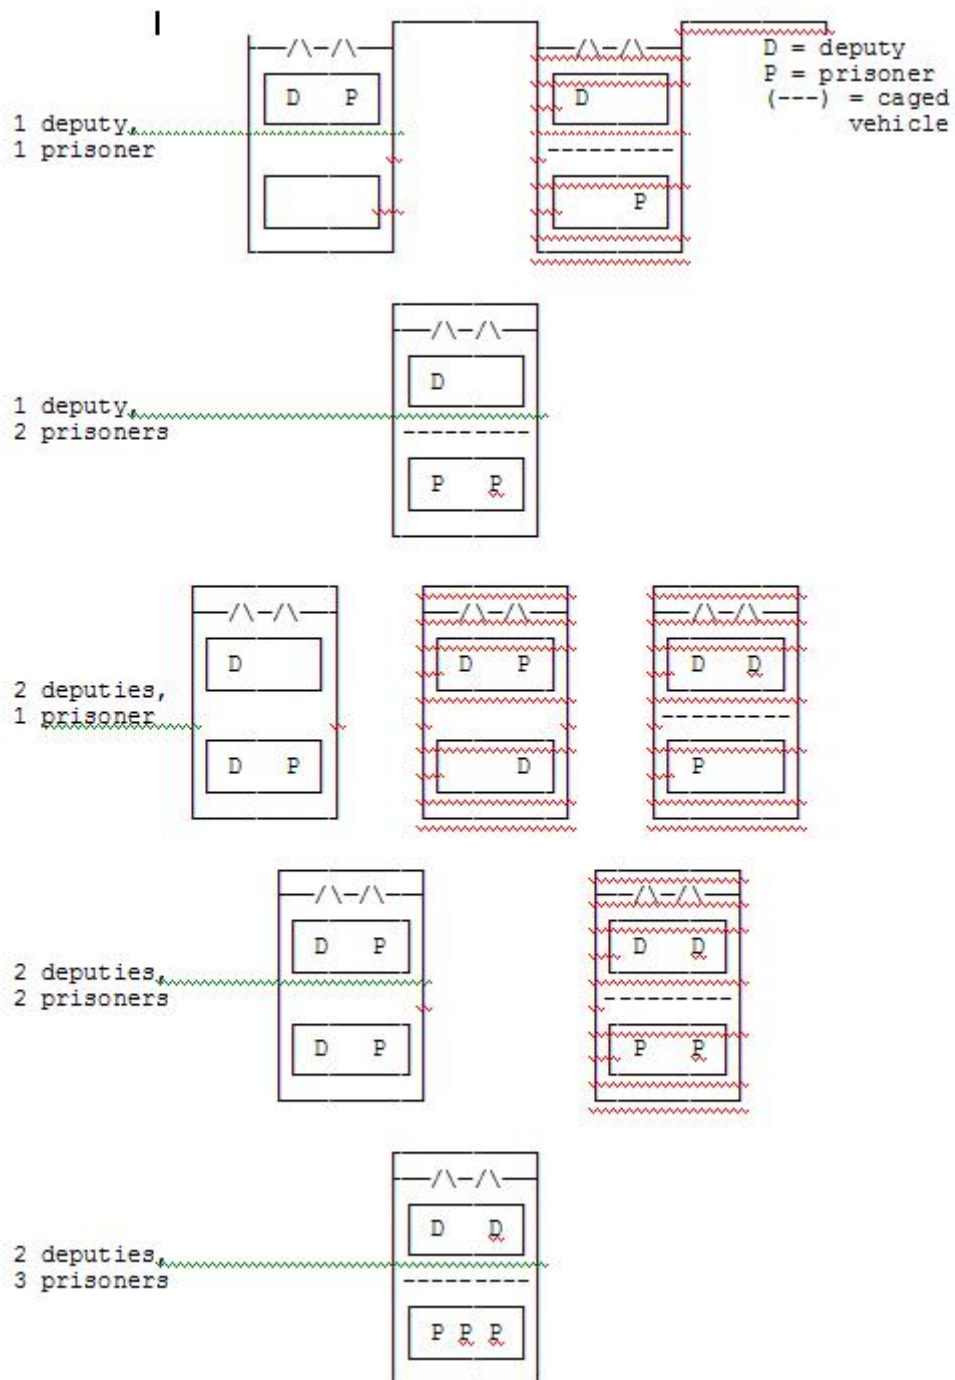 D = deputy
P = prisoner
(---) = caged
vehicle
D P
D
1 deputy,
1 prisoner
---------
P
D
1 deputy,
2 prisoners
---------
P P
D
D P
D D
2 deputies,
1 prisoner
---------
D P
D
P
D P
D D
2 deputies,
2 prisoners
---------
D P
P P
D D
2 deputies,
3 prisoners
---------
P P P